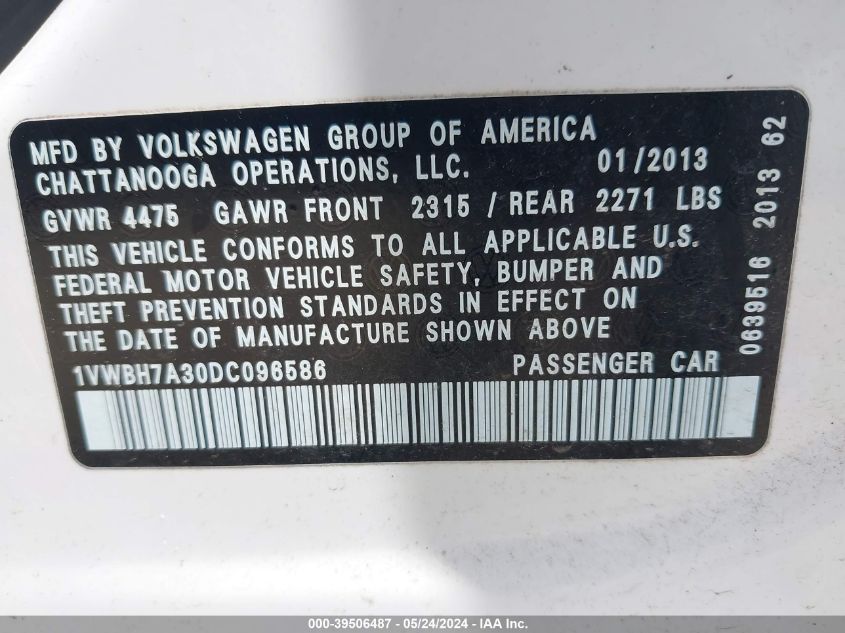 MFD BY VOLKSWAGEN GROUP OF AMERICA
CHATTANOOGA OPERATIONS, LLC. 01/2013
GVWR 4475 GAWR FRONT 2315 / REAR 2271 LBS
THIS VEHICLE CONFORMS TO ALL APPLICABLE U.S.
FEDERAL MOTOR VEHICLE SAFETY, BUMPER AND
THEFT PREVENTION STANDARDS IN EFFECT ON
THE DATE OF MANUFACTURE SHOWN ABOVE
1VWBH7A30DC096586 PASSENGER CAR
0639516 2013 62
000-39506487 - 05/24/2024 - IAA Inc.